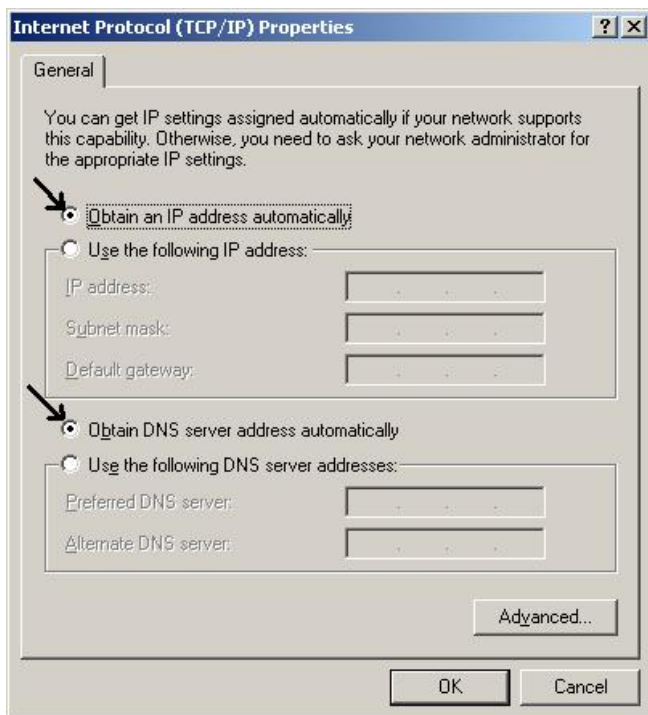 Internet Protocol (TCP/IP) Properties
General
You can get IP settings assigned automatically if your network supports
this capability. Otherwise, you need to ask your network administrator for
the appropriate IP settings.
Obtain an IP address automatically
Use the following IP address:
IP address:
Subnet mask:
Default gateway:
Obtain DNS server address automatically
Use the following DNS server addresses:
Preferred DNS server:
Alternate DNS server:
Advanced...
OK
Cancel